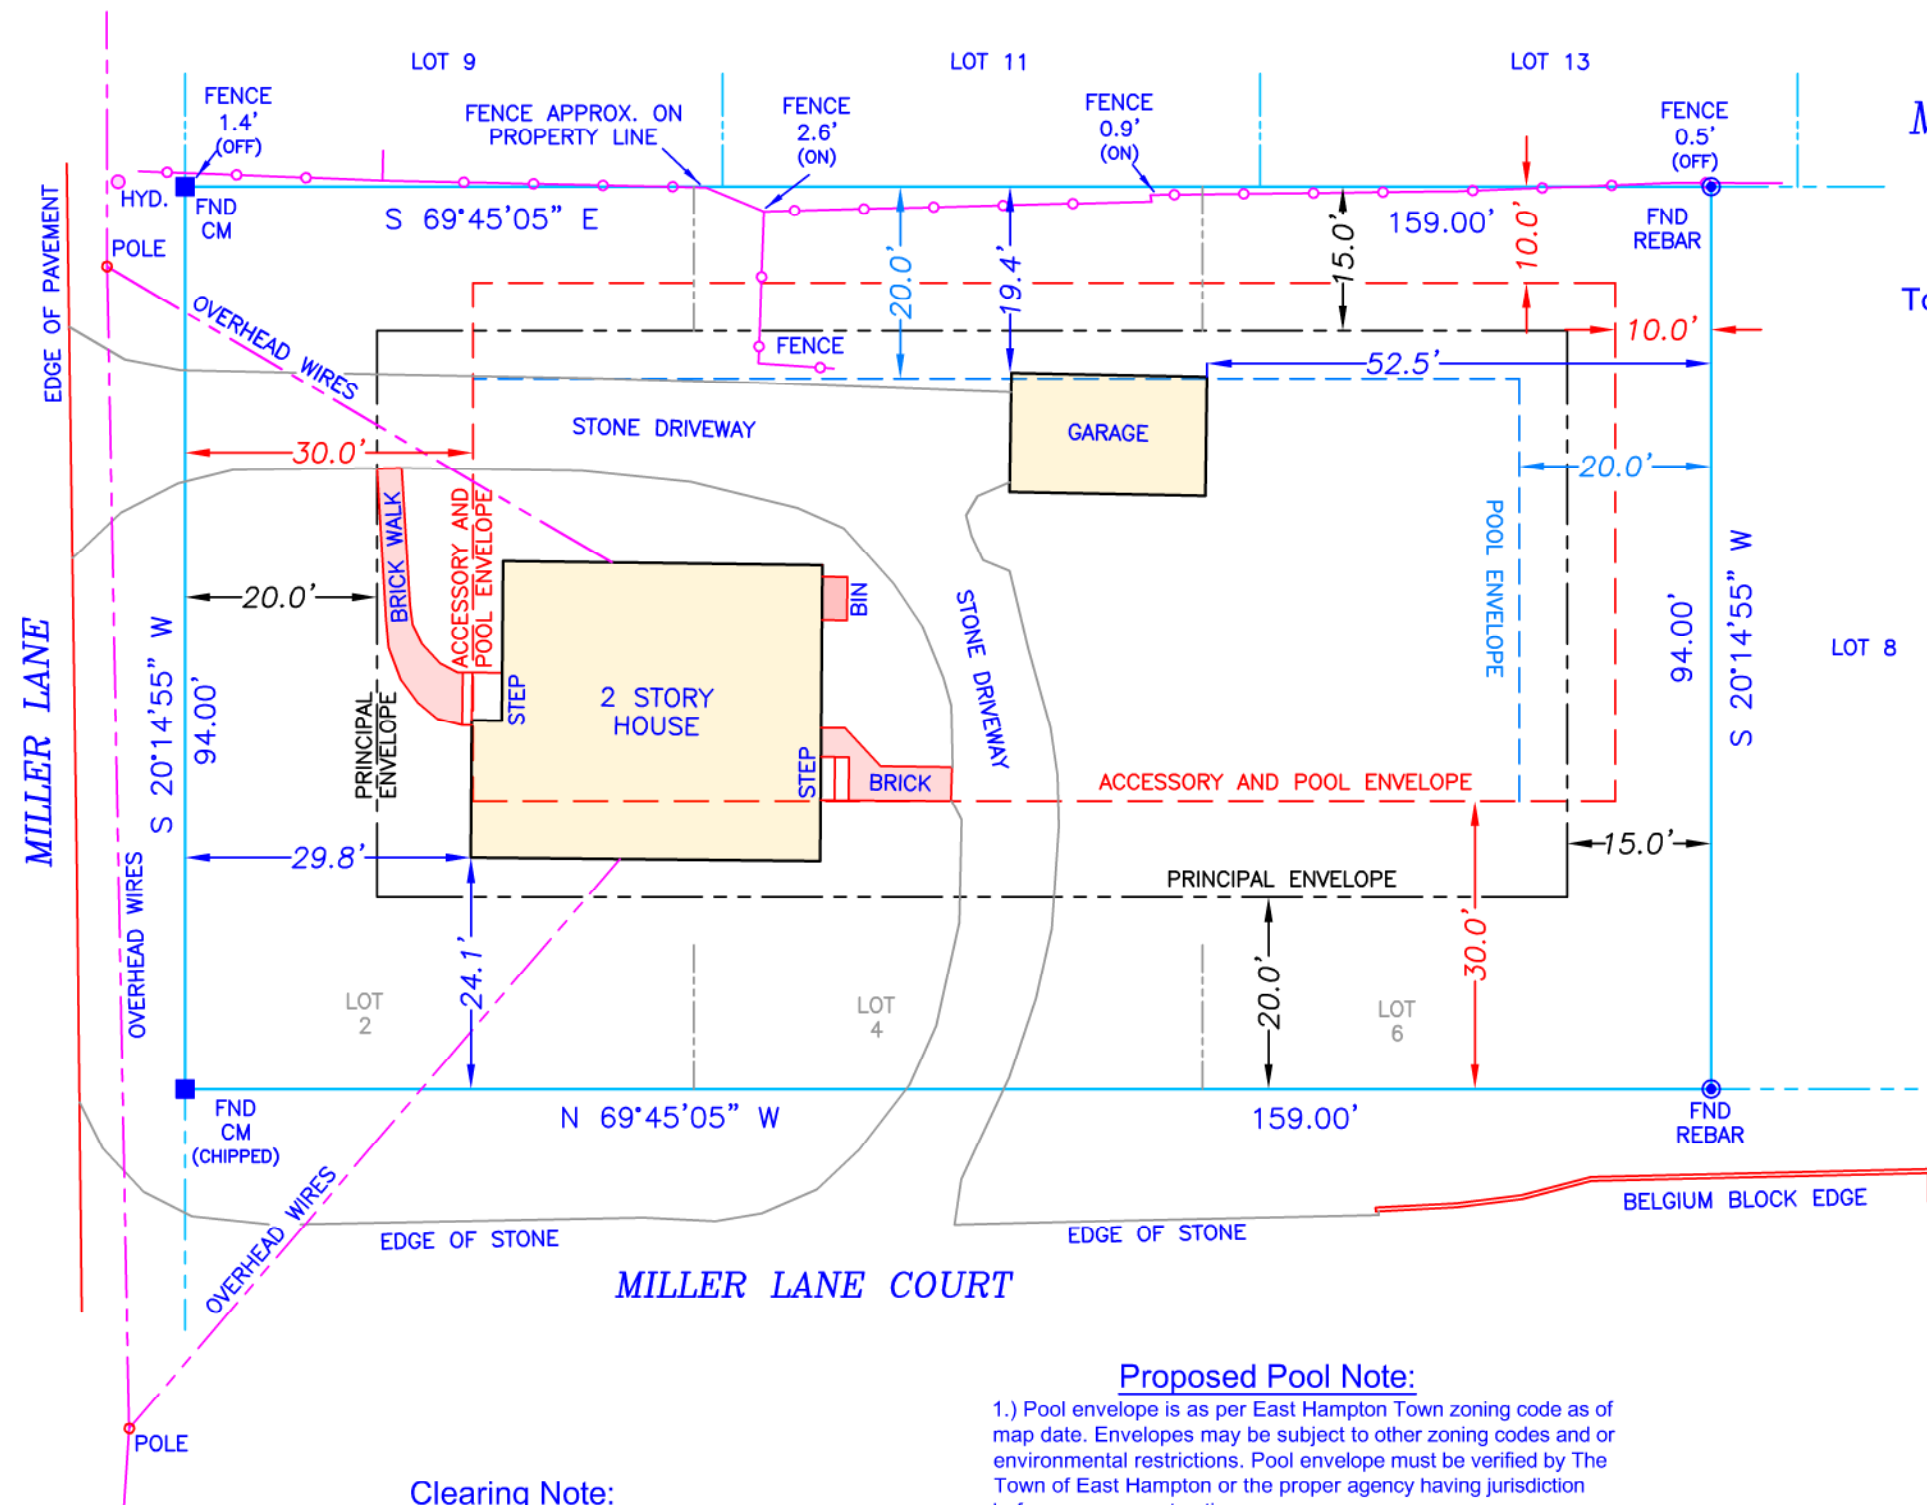 LOT 9
LOT 11
LOT 13
FENCE
1.4'
(OFF)
FENCE APPROX. ON
PROPERTY LINE
FENCE
2.6'
(ON)
FENCE
0.9'
(ON)
FENCE
0.5'
(OFF)
HYD.
FND
CM
S 69°45'05" E
159.00'
FND
REBAR
POLE
EDGE OF PAVEMENT
OVERHEAD WIRES
20.0'
19.4'
15.0'
10.0'
10.0'
To
FENCE
52.5'
STONE DRIVEWAY
GARAGE
30.0'
20.0'
BRICK WALK
ACCESSORY AND
POOL ENVELOPE
POOL ENVELOPE
20.0'
BIN
STONE DRIVEWAY
MILLER LANE
S 20°14'55" W
94.00'
94.00'
S 20°14'55" W
LOT 8
2 STORY
HOUSE
STEP
STEP
BRICK
PRINCIPAL
ENVELOPE
ACCESSORY AND POOL ENVELOPE
29.8'
15.0'
PRINCIPAL ENVELOPE
OVERHEAD WIRES
24.1'
20.0'
30.0'
LOT
2
LOT
4
LOT
6
FND
CM
(CHIPPED)
N 69°45'05" W
159.00'
FND
REBAR
OVERHEAD WIRES
EDGE OF STONE
EDGE OF STONE
BELGIUM BLOCK EDGE
MILLER LANE COURT
POLE
Proposed Pool Note:
1.) Pool envelope is as per East Hampton Town zoning code as of
map date. Envelopes may be subject to other zoning codes and or
environmental restrictions. Pool envelope must be verified by The
Town of East Hampton or the proper agency having jurisdiction
Clearing Note: